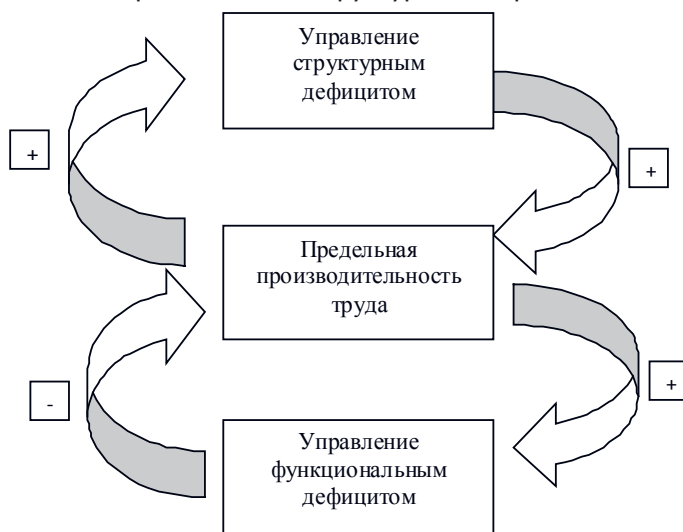 Управление
структурным
дефицитом
+
+
Предельная
производительность
труда
-
+
Управление
функциональным
дефицитом